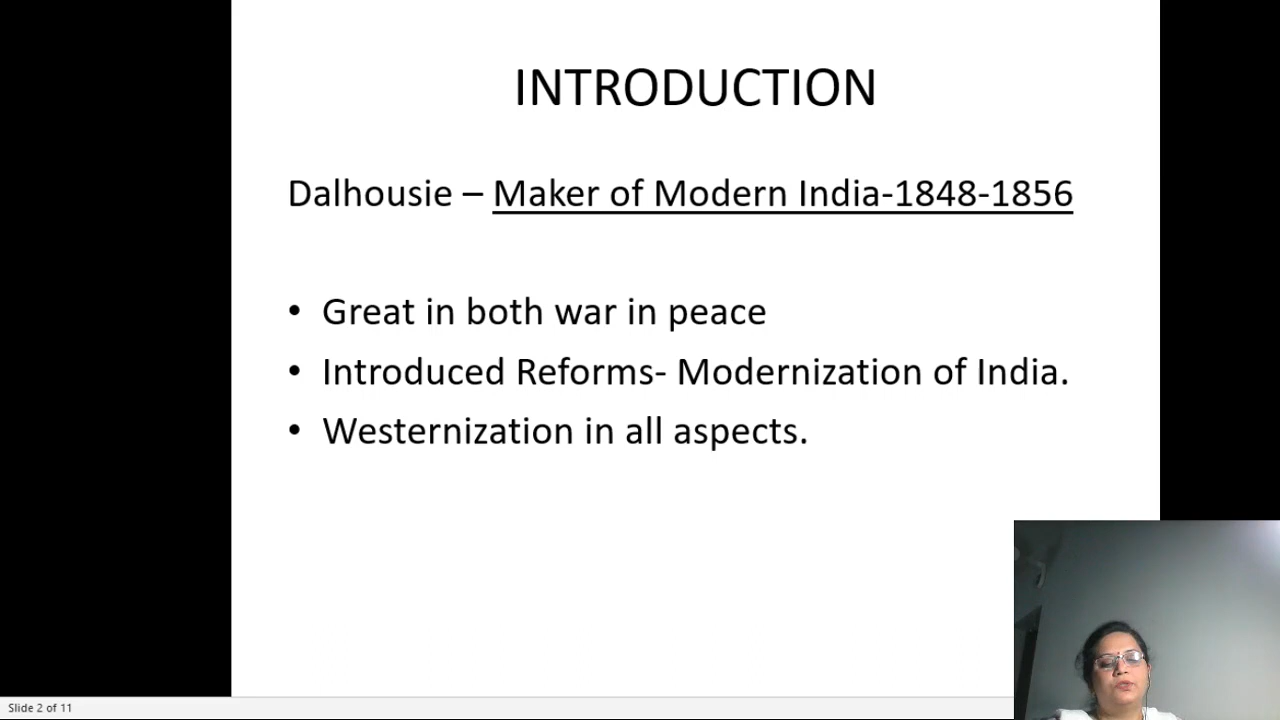 INTRODUCTION
Dalhousie – Maker of Modern India-1848-1856
• Great in both war in peace
• Introduced Reforms- Modernization of India.
• Westernization in all aspects.
Slide 2 of 11